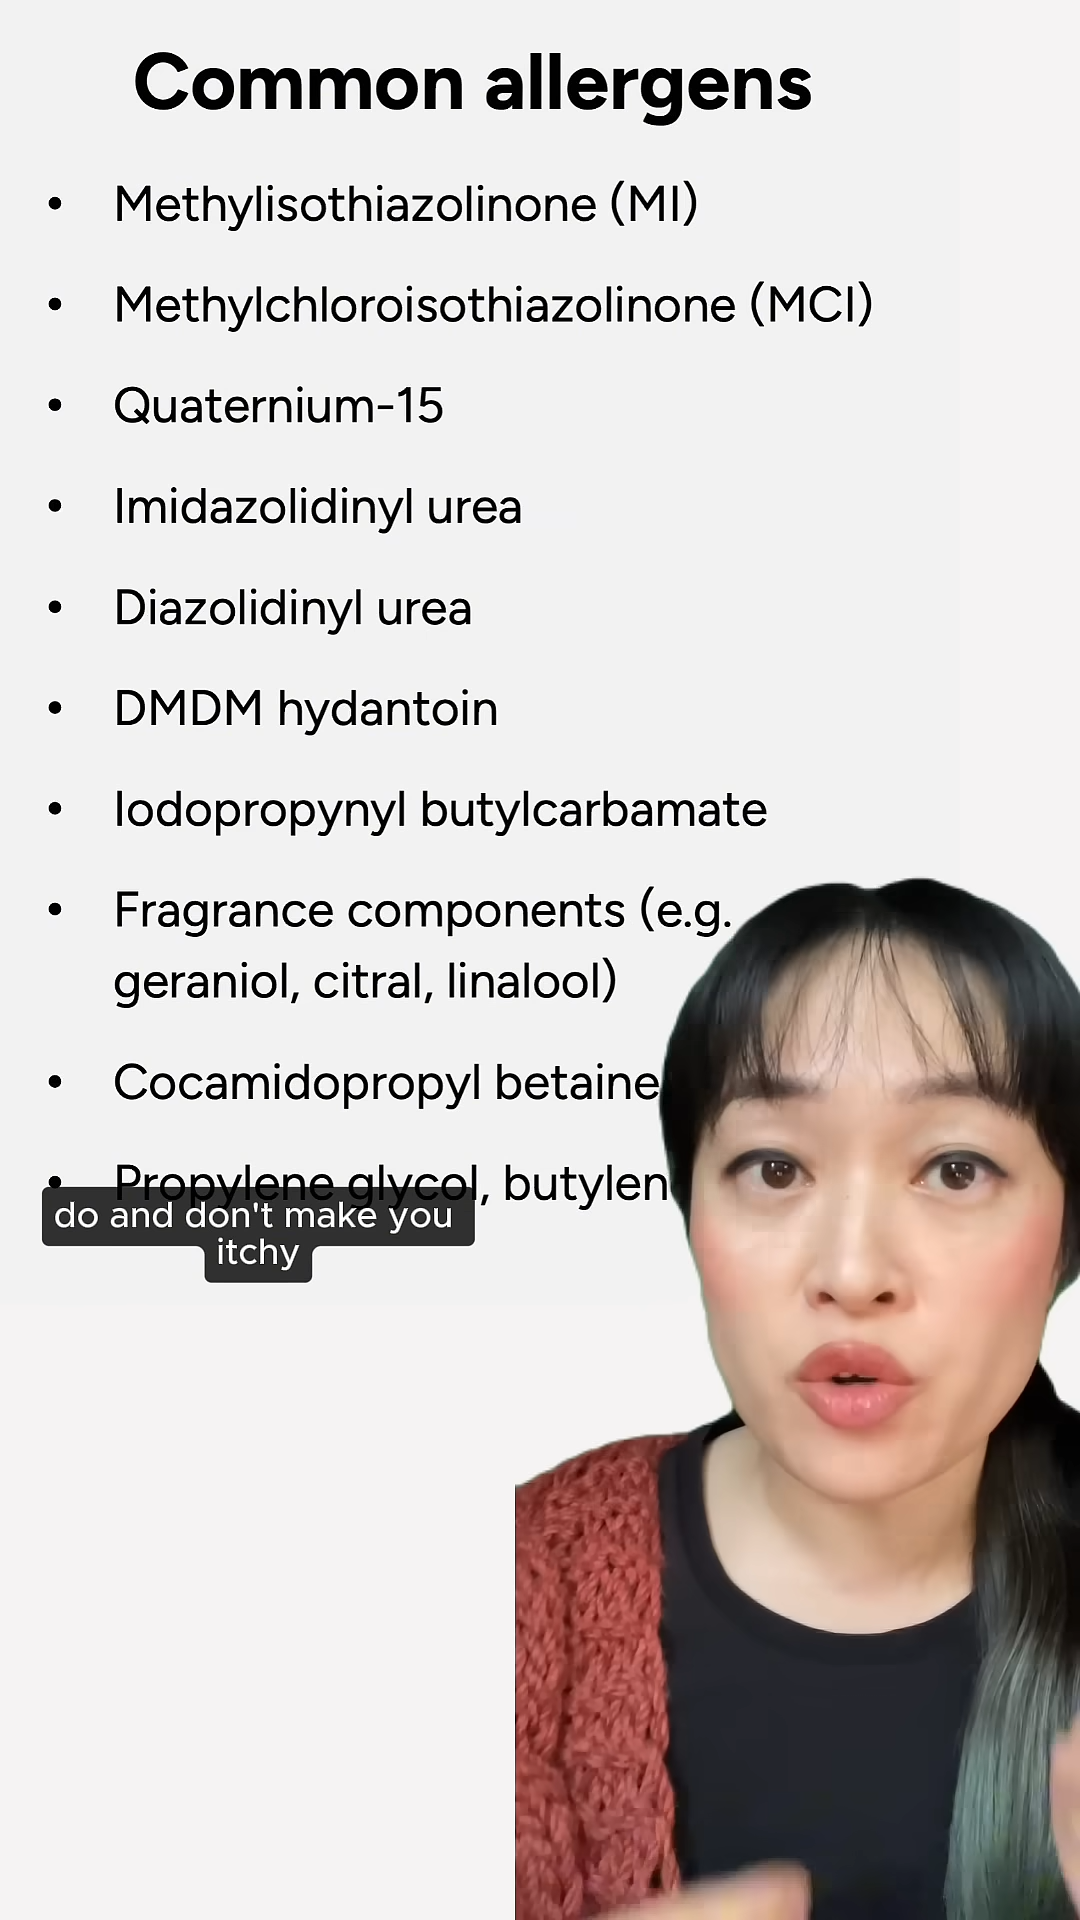 Common allergens
• Methylisothiazolinone (MI)
• Methylchloroisothiazolinone (MCI)
• Quaternium-15
• Imidazolidinyl urea
• Diazolidinyl urea
• DMDM hydantoin
• Iodopropynyl butylcarbamate
• Fragrance components (e.g.
geraniol, citral, linalool)
• Cocamidopropyl betaine
• Propylene glycol, butylen
do and don't make you
itchy